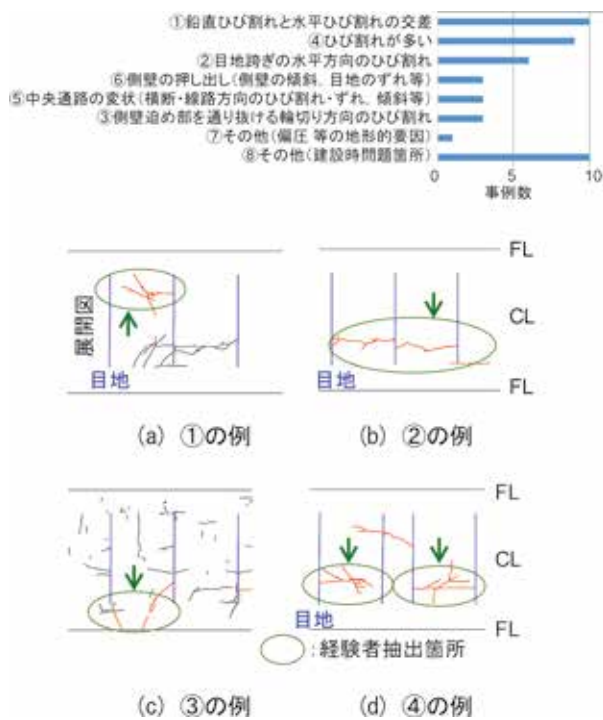 ①鉛直ひび割れと水平ひび割れの交差
④ひび割れが多い
②目地跨ぎの水平方向のひび割れ
⑥側壁の押し出し(側壁の傾斜、目地のずれ等)
⑤中央通路の変状(横断・線路方向のひび割れ・ずれ、傾斜等)
③側壁迫め部を通り抜ける輪切り方向のひび割れ
⑦その他(偏圧 等の地形的要因)
⑧その他(建設時問題箇所)
0 5 10
事例数
展開図
目地
(a) ①の例
FL
CL
目地
FL
(b) ②の例
(c) ③の例
FL
CL
目地
FL
:経験者抽出箇所
(d) ④の例